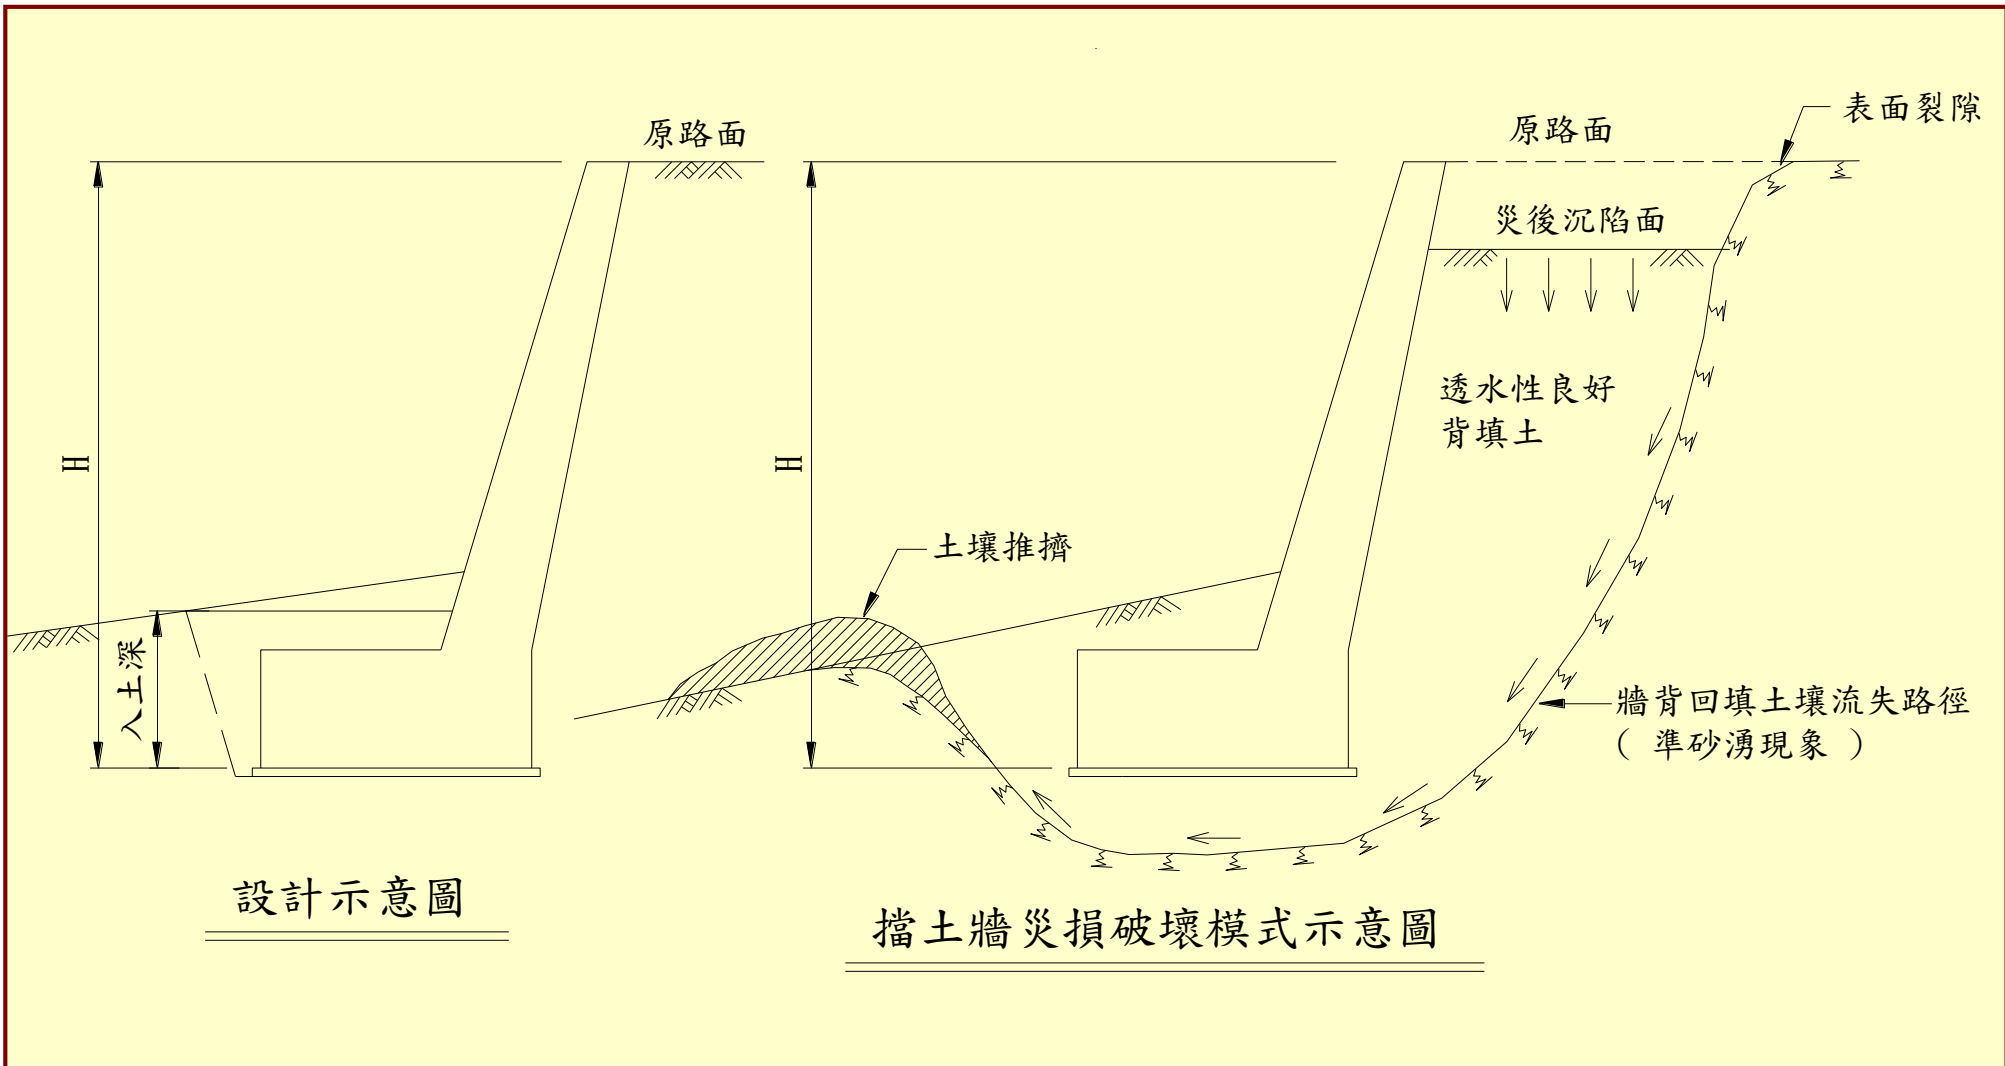 原路面
H
入土深
設計示意圖
原路面
表面裂隙
災後沉陷面
透水性良好
背填土
H
土壤推擠
牆背回填土壤流失路徑
( 準砂湧現象 )
擋土牆災損破壞模式示意圖